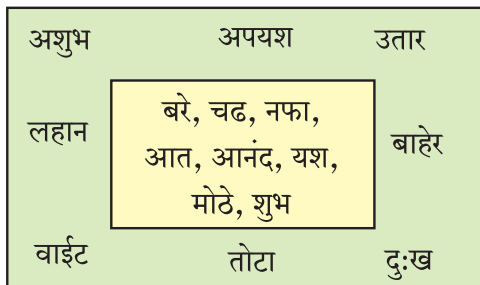 अशुभ अपयश उतार
लहान
बरे, चढ, नफा,
आत, आनंद, यश,
मोठे, शुभ
बाहेर
वाईट तोटा दु:ख